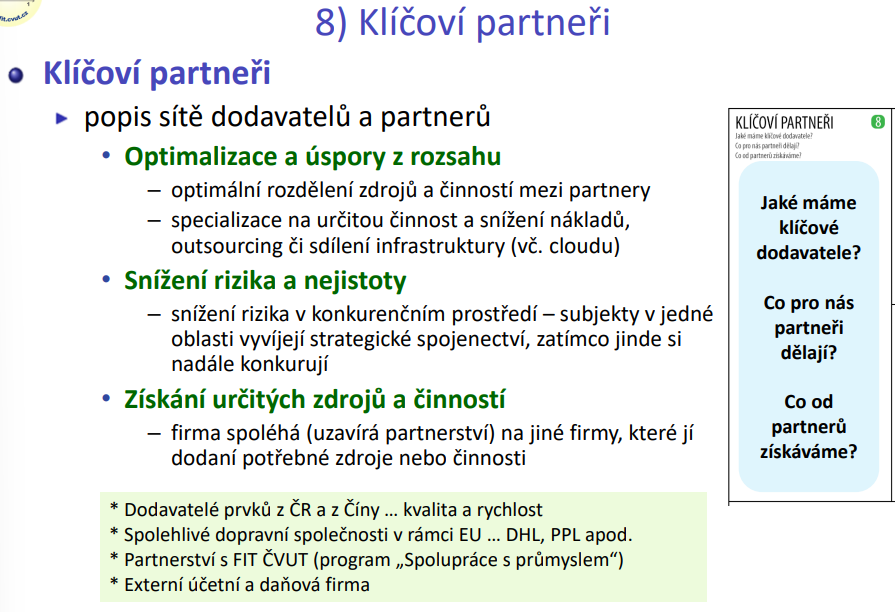 fit.cvut.cz
8) Klíčoví partneři
Klíčoví partneři
popis sítě dodavatelů a partnerů
Optimalizace a úspory z rozsahu
– optimální rozdělení zdrojů a činností mezi partnery
– specializace na určitou činnost a snížení nákladů,
outsourcing či sdílení infrastruktury (vč. cloudu)
Snížení rizika a nejistoty
– snížení rizika v konkurenčním prostředí – subjekty v jedné
oblasti vyvíjejí strategické spojenectví, zatímco jinde si
nadále konkurují
Získání určitých zdrojů a činností
– firma spoléhá (uzavírá partnerství) na jiné firmy, které jí
dodaní potřebné zdroje nebo činnosti
* Dodavatelé prvků z ČR a z Číny ... kvalita a rychlost
* Spolehlivé dopravní společnosti v rámci EU ... DHL, PPL apod.
* Partnerství s FIT ČVUT (program „Spolupráce s průmyslem“)
* Externí účetní a daňová firma
KLÍČOVÍ PARTNEŘI 8
Jaké máme klíčové dodavatele?
Co pro nás partneři dělají?
Co od partnerů získáváme?
Jaké máme
klíčové
dodavatele?
Co pro nás
partneři
dělají?
Co od
partnerů
získáváme?